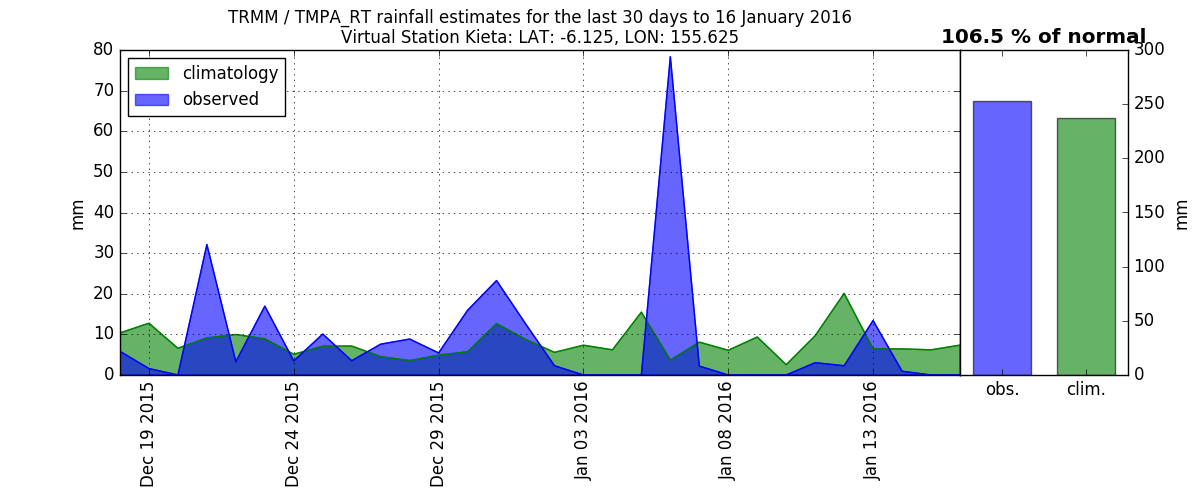 TRMM / TMPA_RT rainfall estimates for the last 30 days to 16 January 2016
Virtual Station Kieta: LAT: -6.125, LON: 155.625
106.5 % of normal
climatology
observed
mm
80
70
60
50
40
30
20
10
0
Dec 19 2015
Dec 24 2015
Dec 29 2015
Jan 03 2016
Jan 08 2016
Jan 13 2016
300
250
200
150
100
50
0
mm
obs.
clim.